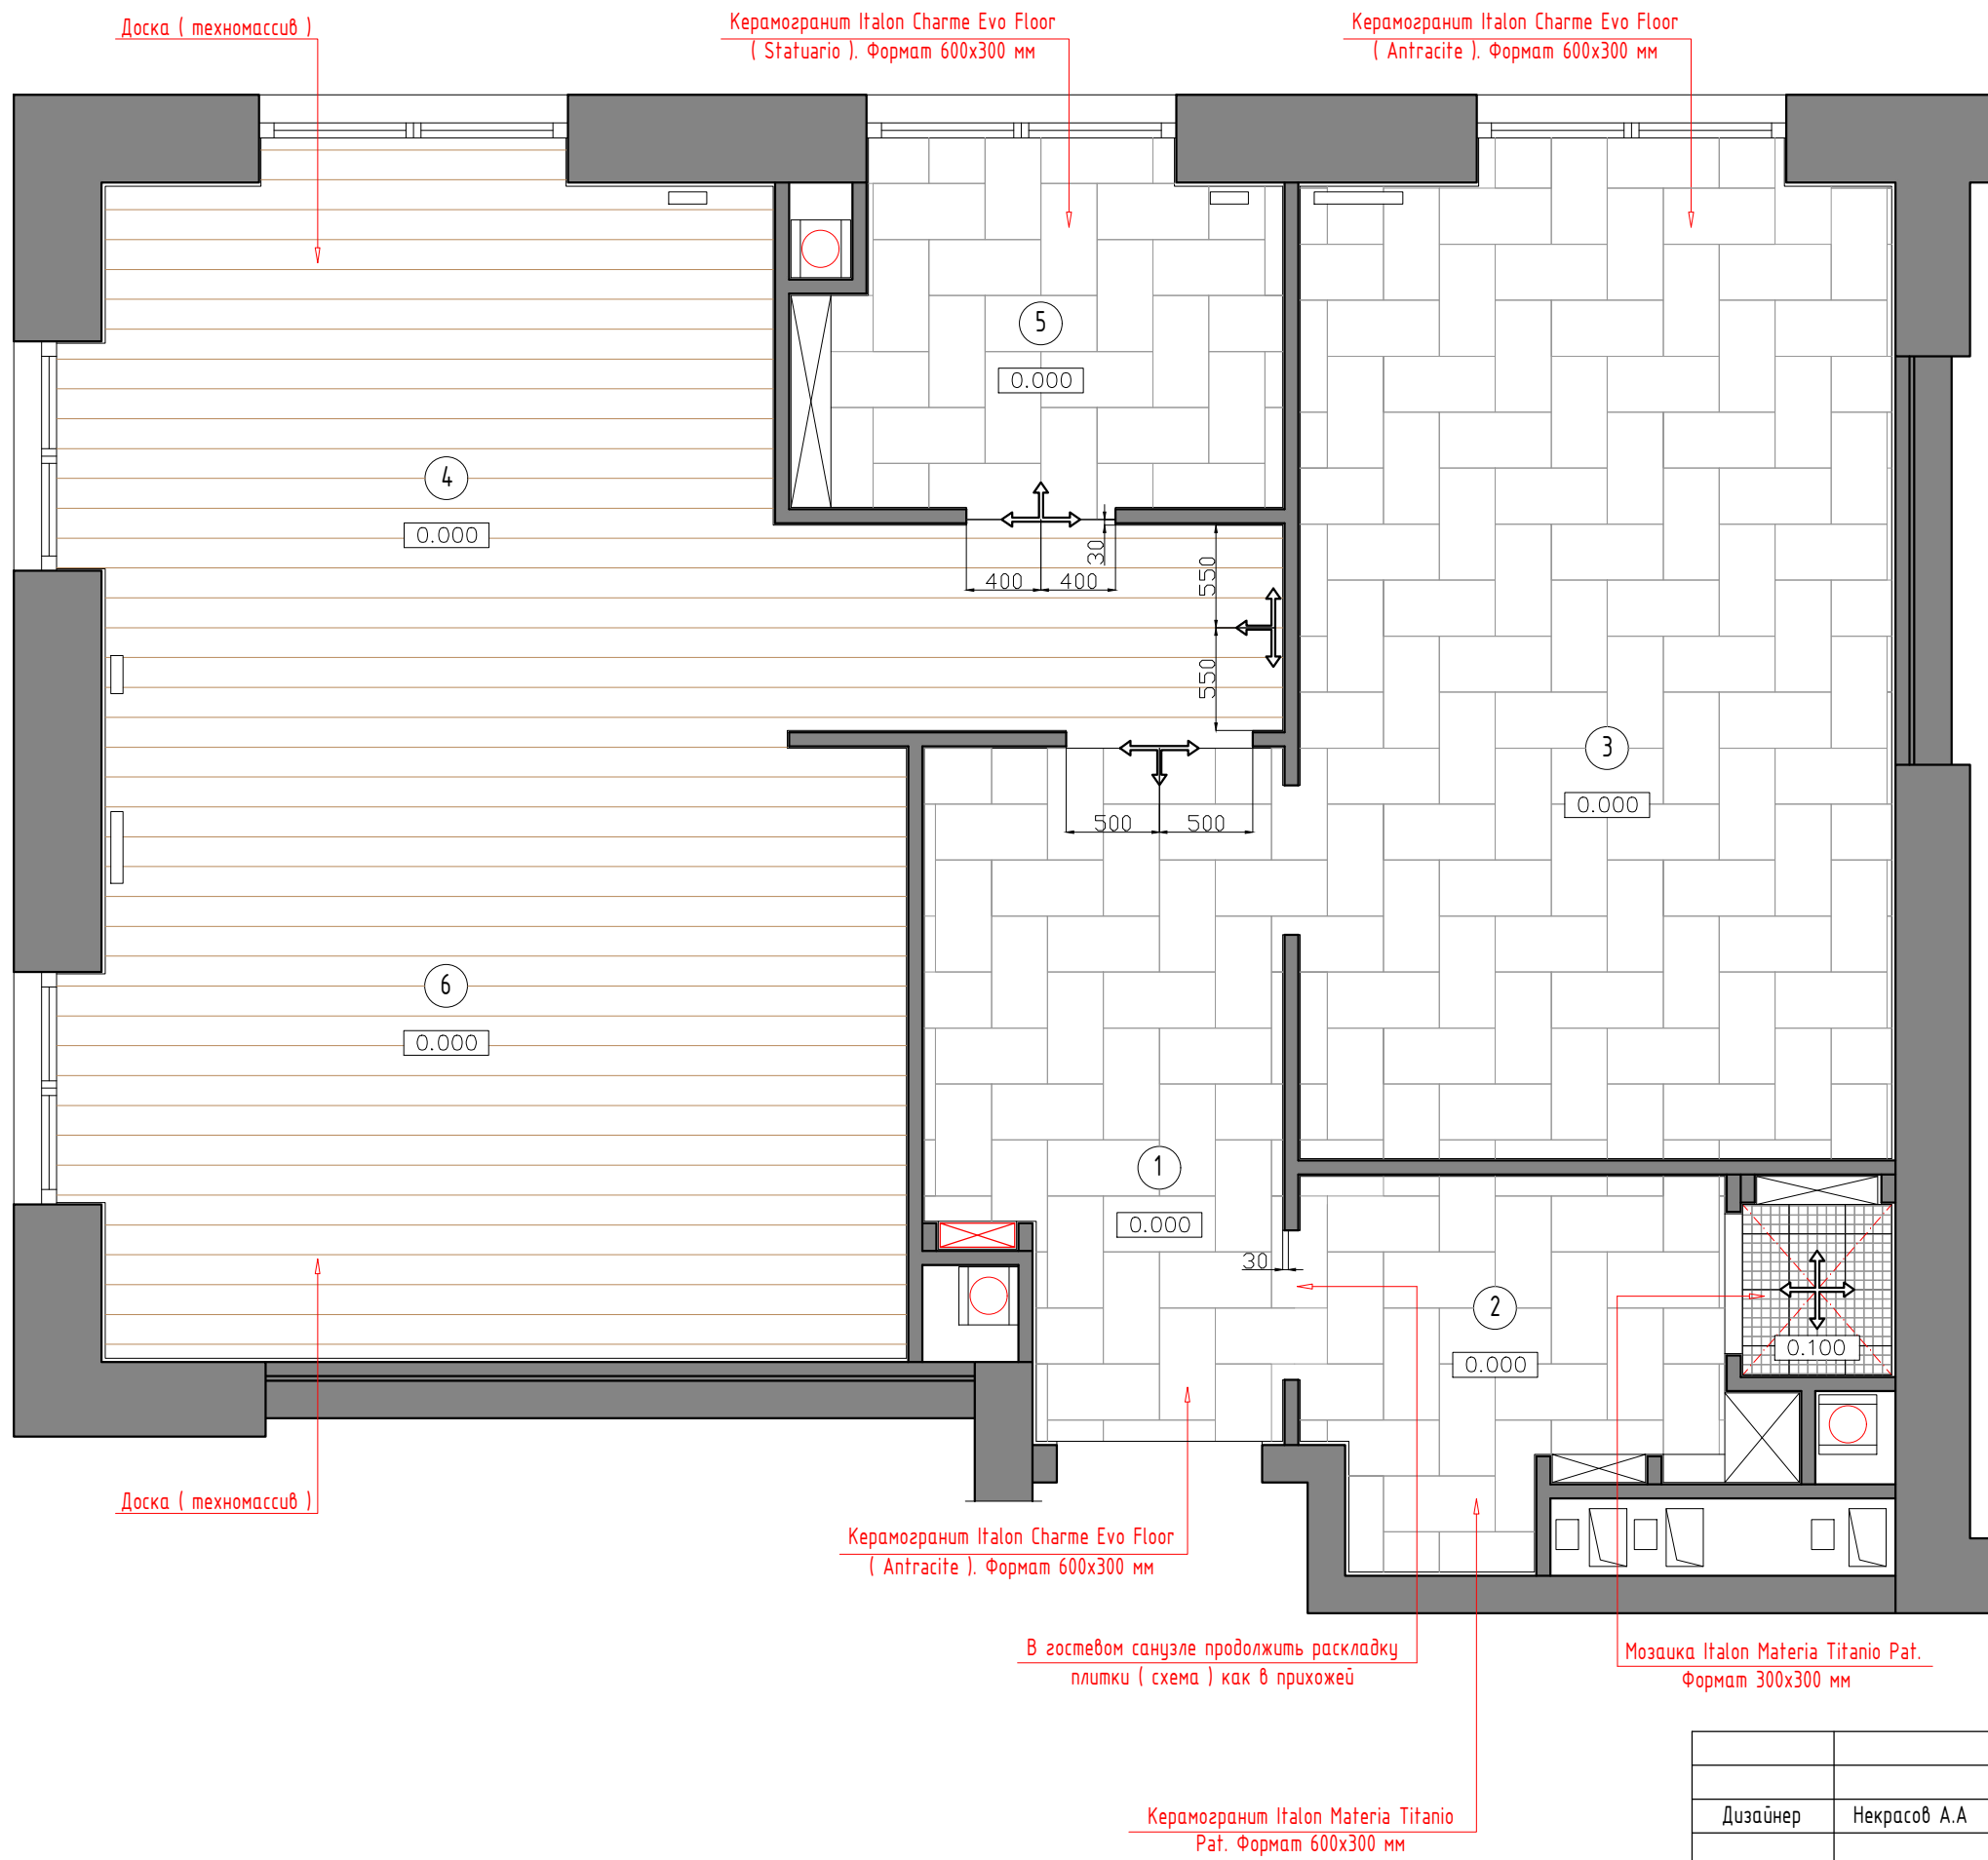 Доска ( техномассив )
Керамогранит Italon Charme Evo Floor
( Statuario ). Формат 600х300 мм
Керамогранит Italon Charme Evo Floor
( Antracite ). Формат 600х300 мм
5
0.000
4
0.000
30
400 400
550
550
3
0.000
500 500
6
0.000
1
0.000
30
2
0.000
0.100
Доска ( техномассив )
Керамогранит Italon Charme Evo Floor
( Antracite ). Формат 600х300 мм
В гостевом санузле продолжить раскладку
плитки ( схема ) как в прихожей
Мозаика Italon Materia Titanio Pat.
Формат 300х300 мм
Керамогранит Italon Materia Titanio
Pat. Формат 600х300 мм
Дизайнер Некрасов А.А